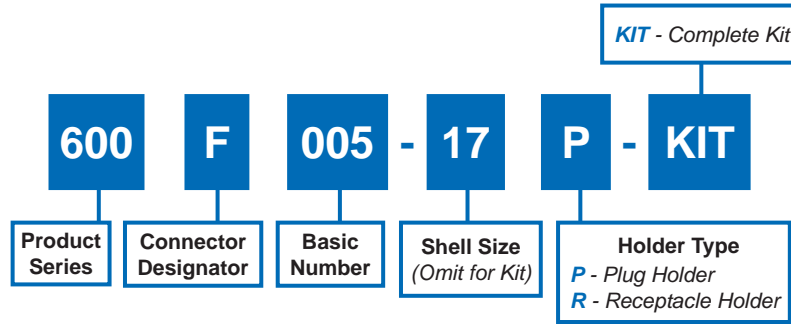 KIT - Complete Kit
600 F 005 - 17 P - KIT
Product
Series
Connector
Designator
Basic
Number
Shell Size
(Omit for Kit)
Holder Type
P - Plug Holder
R - Receptacle Holder